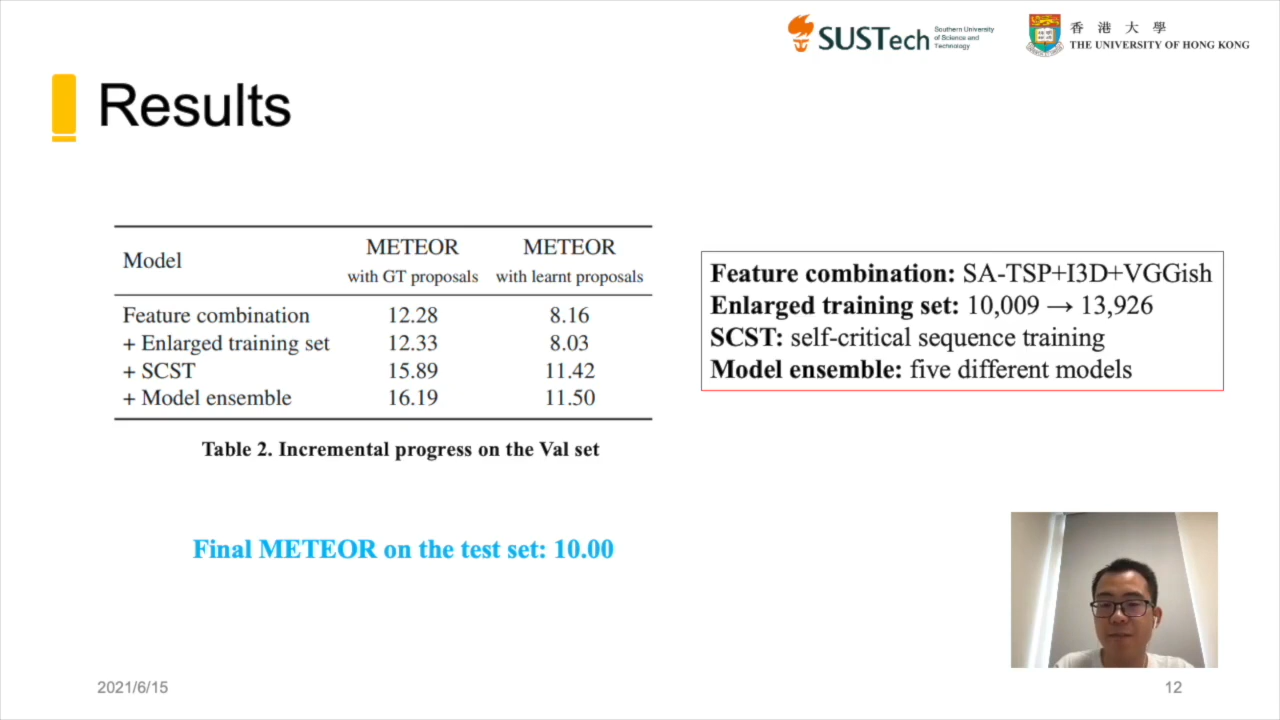 SUSTech
Southern University
of Science and
Technology
香港大學
THE UNIVERSITY OF HONG KONG
Results
Model METEOR with GT proposals METEOR with learnt proposals
Feature combination 12.28 8.16
+ Enlarged training set 12.33 8.03
+ SCST 15.89 11.42
+ Model ensemble 16.19 11.50
Table 2. Incremental progress on the Val set
Feature combination: SA-TSP+I3D+VGGish
Enlarged training set: 10,009 → 13,926
SCST: self-critical sequence training
Model ensemble: five different models
Final METEOR on the test set: 10.00
2021/6/15
12